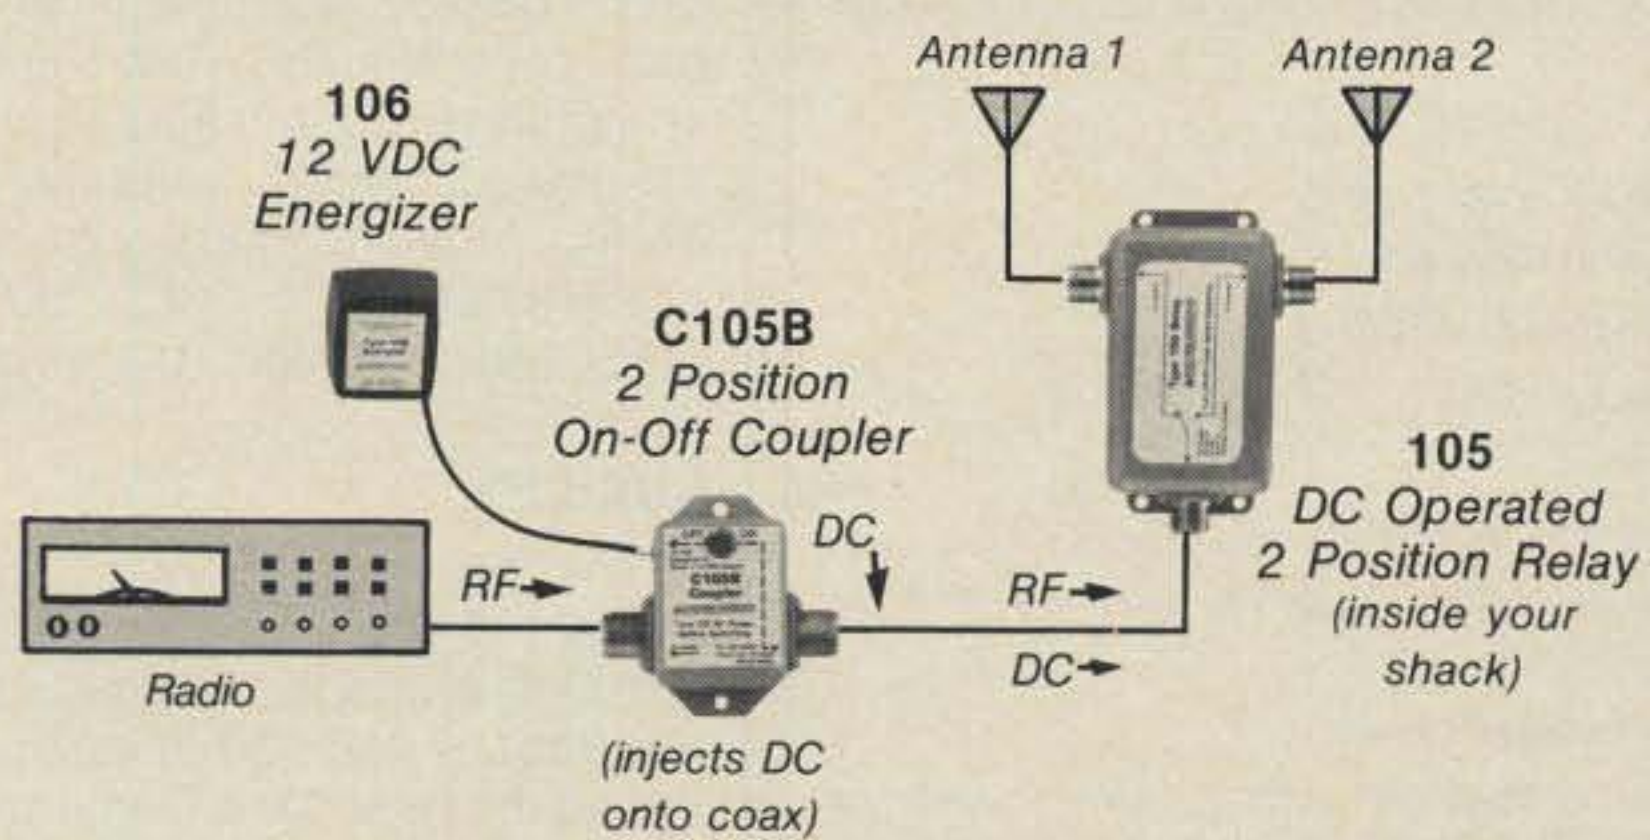 Antenna 1
Antenna 2
106
12 VDC
Energizer
C105B
2 Position
On-Off Coupler
105
DC Operated
2 Position Relay
(inside your
shack)
RF
DC
RF
DC
Radio
C105B
Coupler
(injects DC
onto coax)